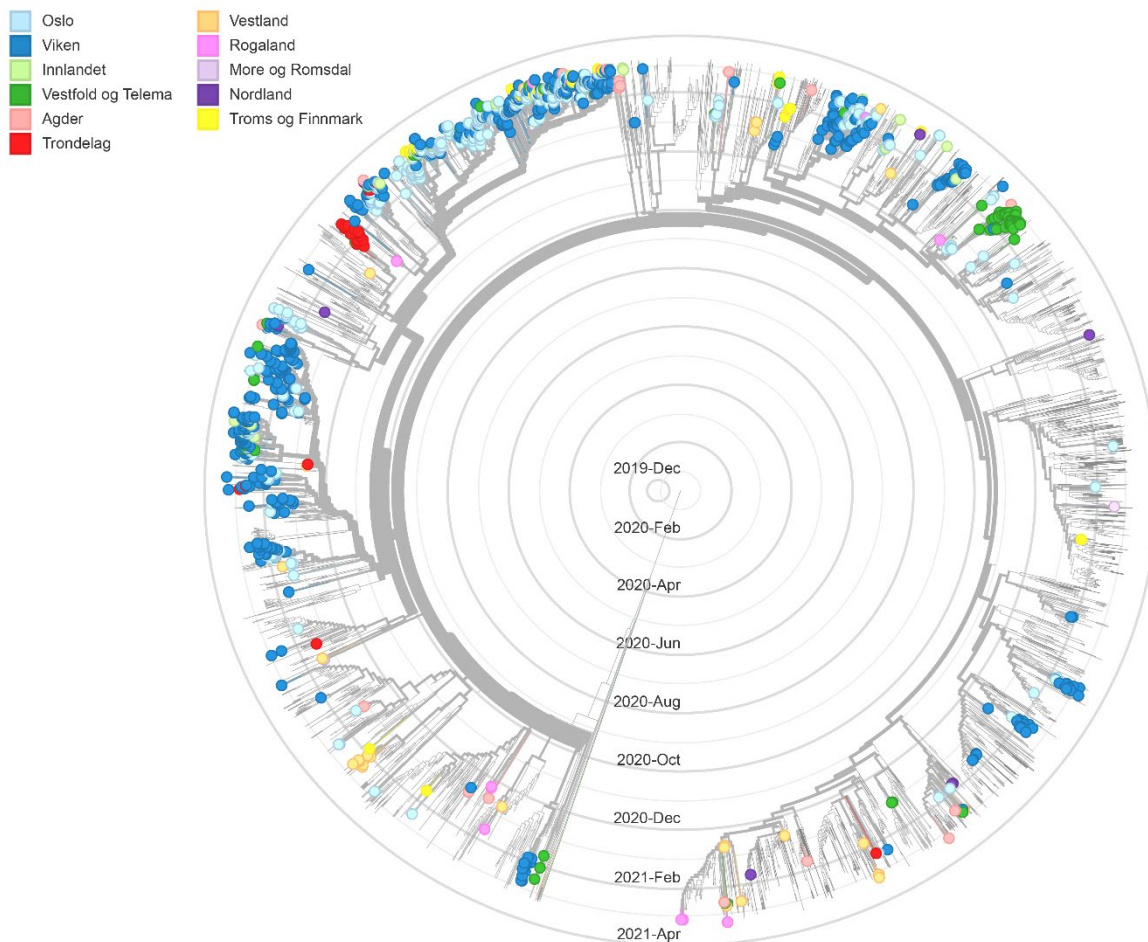 Oslo
Viken
Innlandet
Vestfold og Telema
Agder
Trondelag
Vestland
Rogaland
More og Romsdal
Nordland
Troms og Finnmark
2019-Dec
2020-Feb
2020-Apr
2020-Jun
2020-Aug
2020-Oct
2020-Dec
2021-Feb
2021-Apr